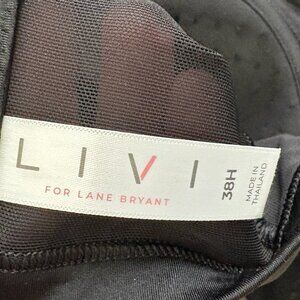 LIVI
FOR LANE BRYANT
38H
MADE IN
THAILAND